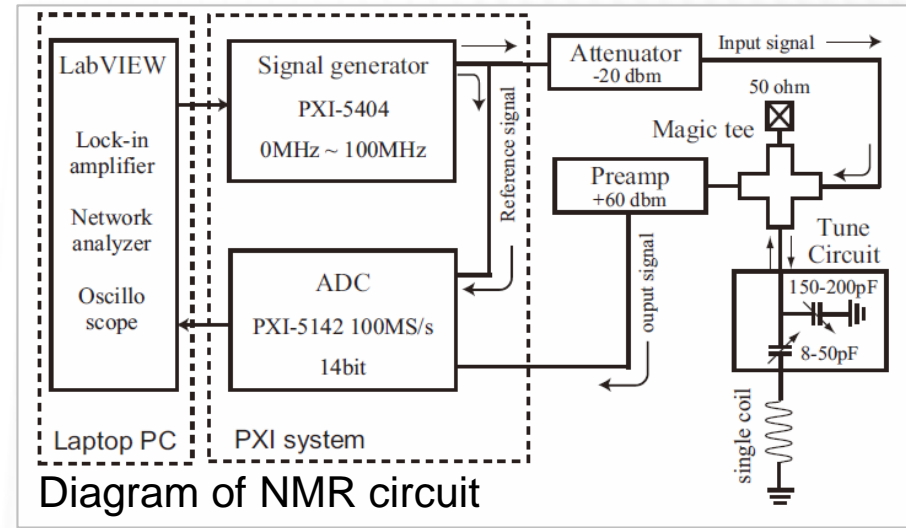 LabVIEW
Lock-in
amplifier
Network
analyzer
Oscillo
scope
Laptop PC
Signal generator
PXI-5404
0MHz ~ 100MHz
Reference signal
ADC
PXI-5142 100MS/s
14bit
PXI system
Attenuator
-20 dbm
Input signal
50 ohm
Magic tee
Preamp
+60 dbm
ouput signal
Tune
Circuit
150-200pF
8-50pF
single coil
Diagram of NMR circuit